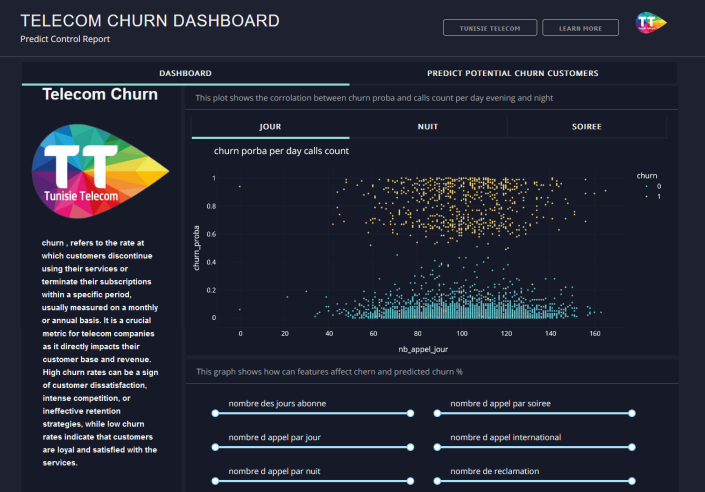 TELECOM CHURN DASHBOARD
Predict Control Report
TUNISIE TELECOM
LEARN MORE
TT
DASHBOARD
PREDICT POTENTIAL CHURN CUSTOMERS
Telecom Churn
TT
Tunisie Telecom
churn , refers to the rate at
which customers discontinue
using their services or
terminate their subscriptions
within a specific period,
usually measured on a monthly
or annual basis. It is a crucial
metric for telecom companies
as it directly impacts their
customer base and revenue.
High churn rates can be a sign
of customer dissatisfaction,
intense competition, or
ineffective retention
strategies, while low churn
rates indicate that customers
are loyal and satisfied with the
services.
This plot shows the corrolation between churn proba and calls count per day evening and night
JOUR
NUIT
SOIREE
churn porba per day calls count
churn
0
1
churn_proba
1
0.8
0.6
0.4
0.2
0
0 20 40 60 80 100 120 140 160
nb_appel_jour
This graph shows how can features affect chern and predicted churn %
nombre des jours abonne
nombre d appel par soiree
nombre d appel par jour
nombre d appel international
nombre d appel par nuit
nombre de reclamation